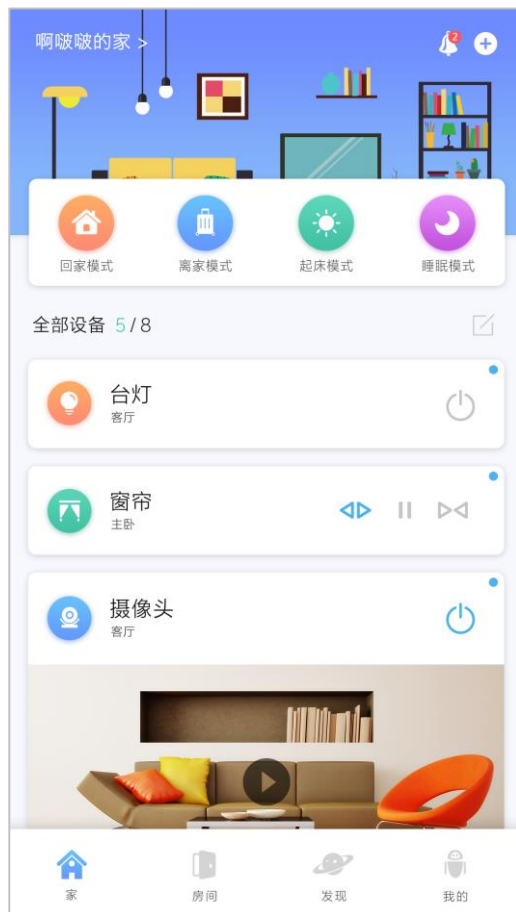 啊啵啵的家 >
2
回家模式 离家模式 起床模式 睡眠模式
全部设备 5/8
台灯
客厅
窗帘
主卧
摄像头
客厅
家 房间 发现 我的